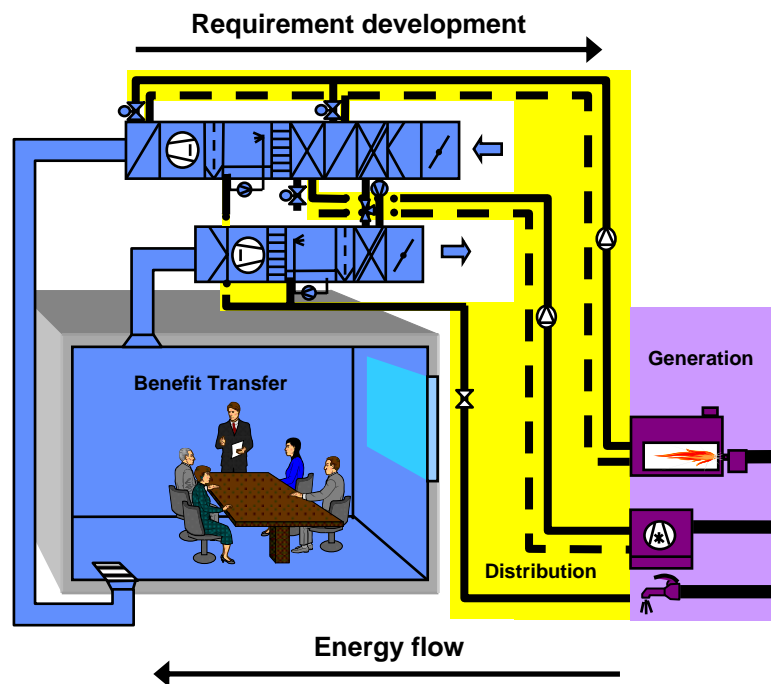 Requirement development
Generation
Benefit Transfer
Distribution
Energy flow